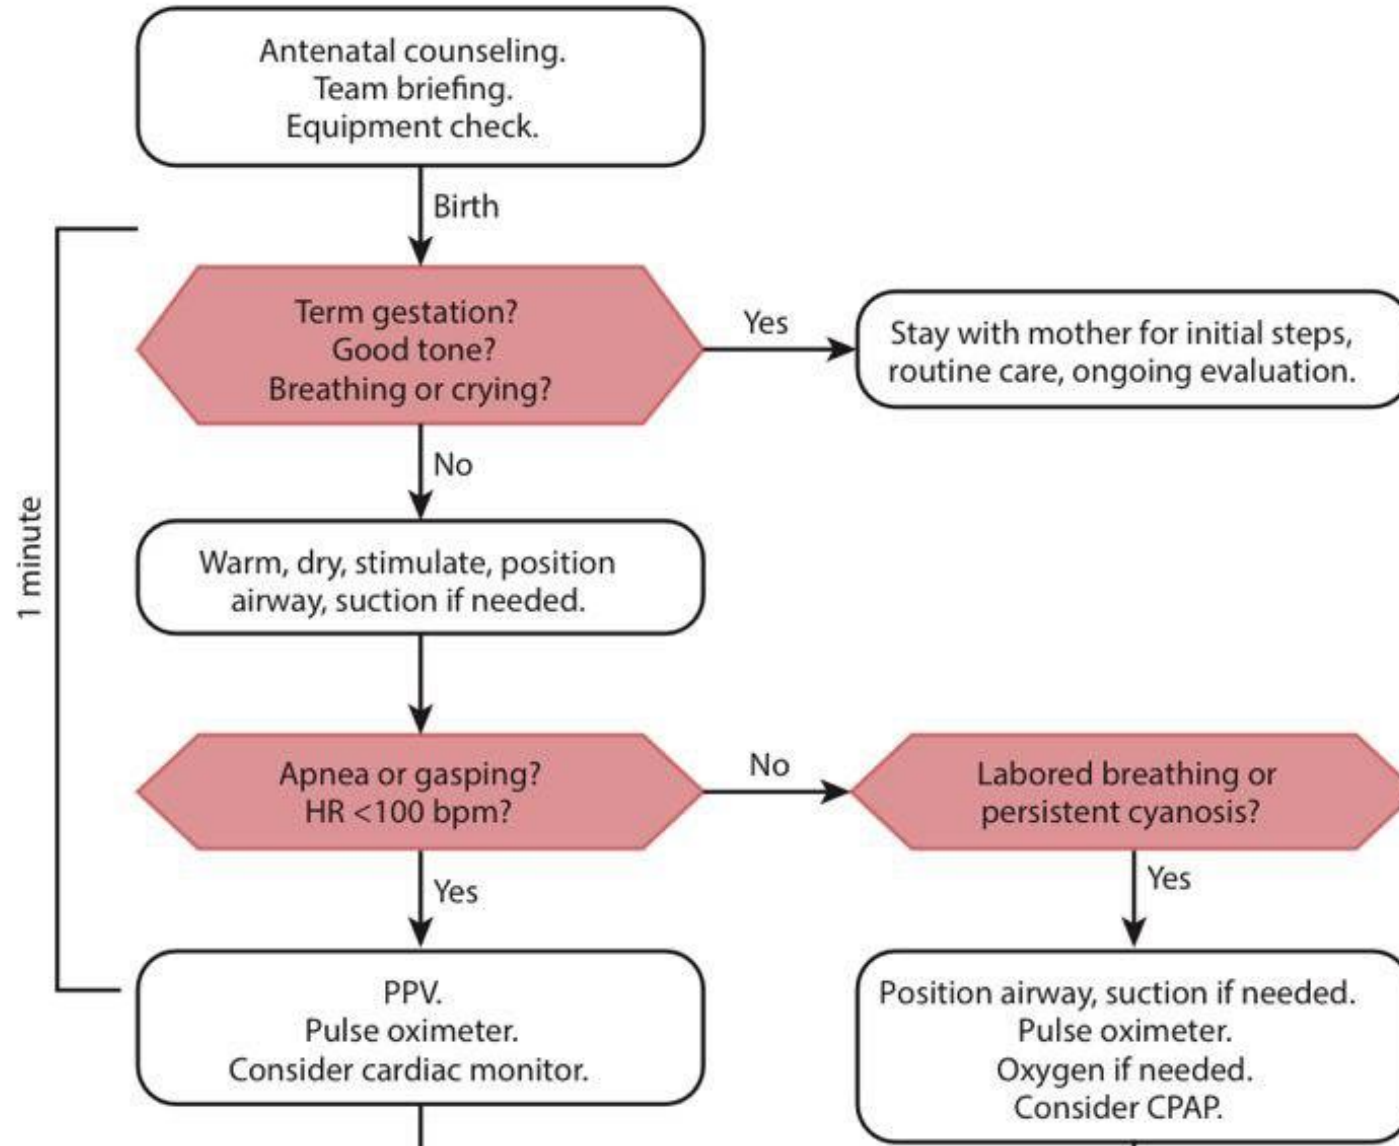 Antenatal counseling.
Team briefing.
Equipment check.
Birth
Term gestation?
Good tone?
Breathing or crying?
Yes
Stay with mother for initial steps,
routine care, ongoing evaluation.
No
1 minute
Warm, dry, stimulate, position
airway, suction if needed.
Apnea or gasping?
HR <100 bpm?
No
Labored breathing or
persistent cyanosis?
Yes
Yes
PPV.
Pulse oximeter.
Consider cardiac monitor.
Position airway, suction if needed.
Pulse oximeter.
Oxygen if needed.
Consider CPAP.